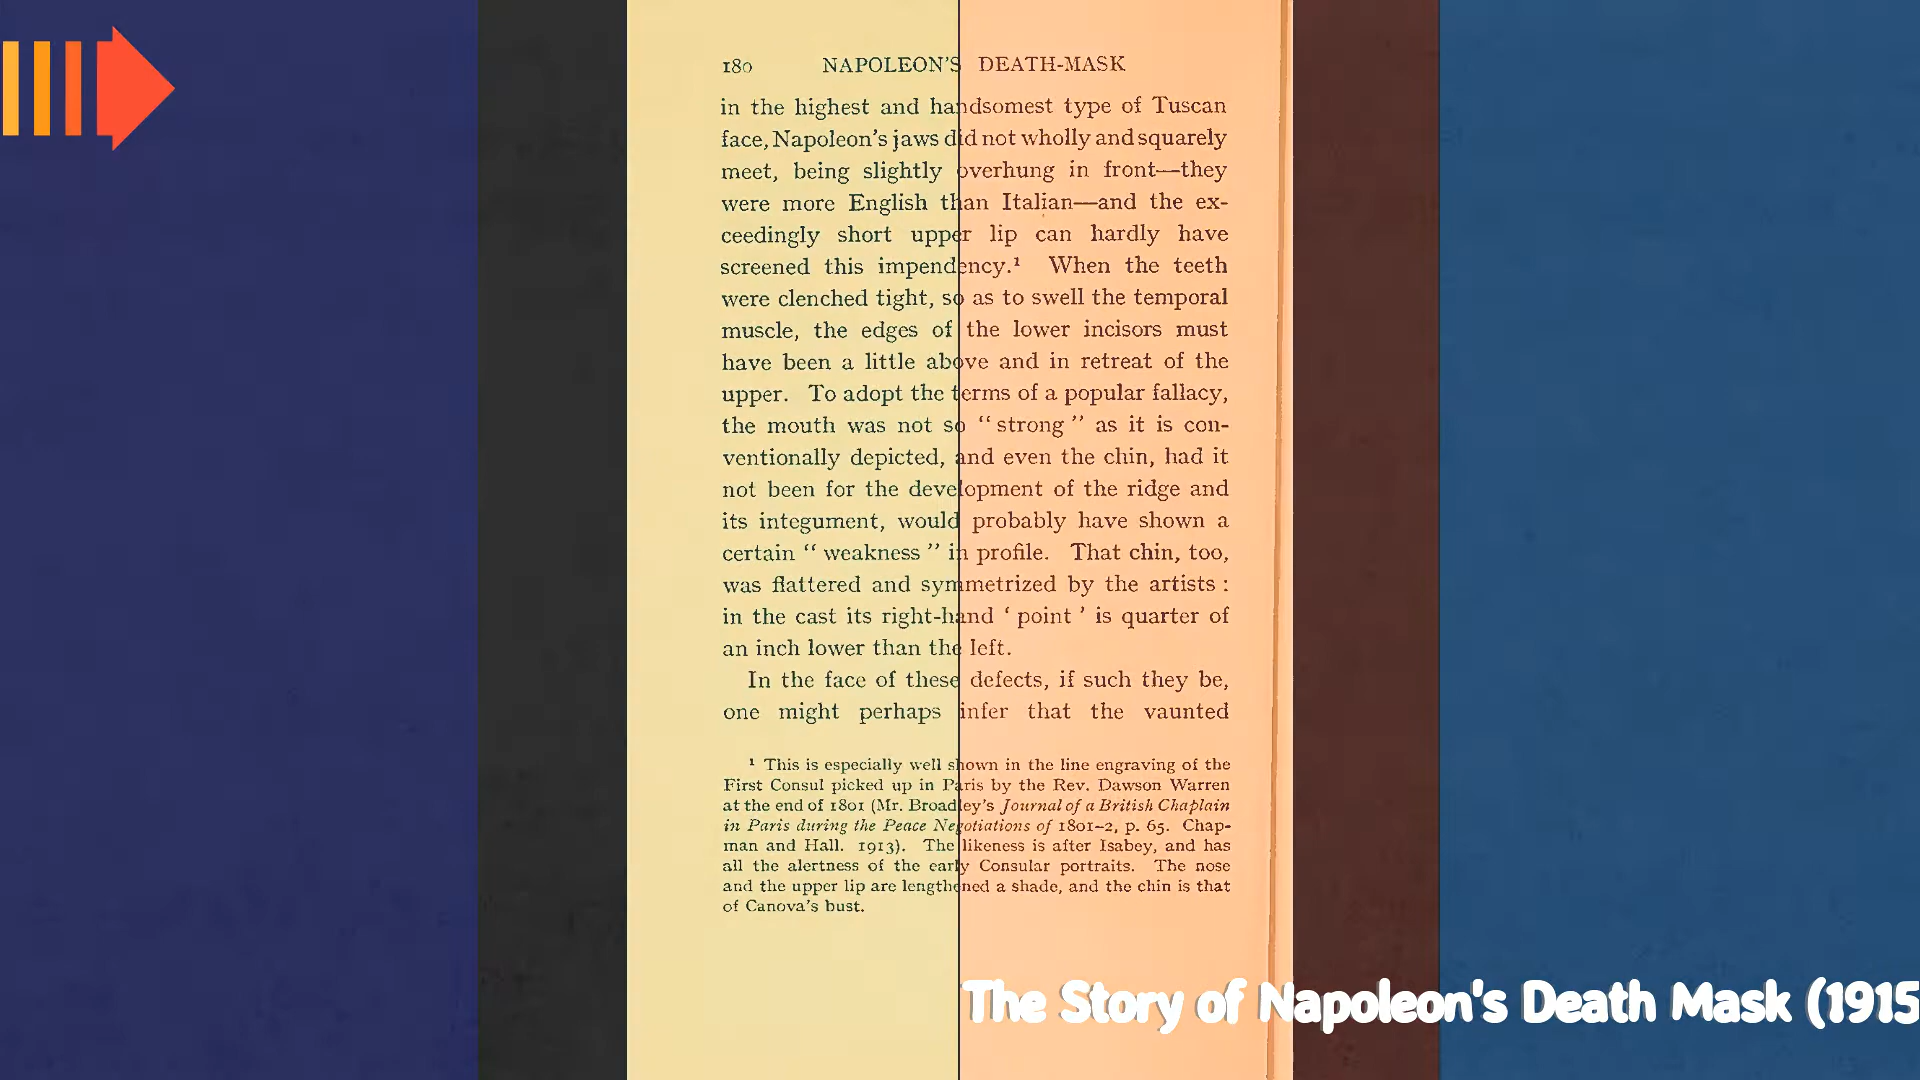 180 NAPOLEON'S DEATH-MASK
in the highest and handsomest type of Tuscan
face, Napoleon's jaws did not wholly and squarely
meet, being slightly overhung in front—they
were more English than Italian—and the ex-
ceedingly short upper lip can hardly have
screened this impendency.¹ When the teeth
were clenched tight, so as to swell the temporal
muscle, the edges of the lower incisors must
have been a little above and in retreat of the
upper. To adopt the terms of a popular fallacy,
the mouth was not so “strong” as it is con-
ventionally depicted, and even the chin, had it
not been for the development of the ridge and
its integument, would probably have shown a
certain “weakness” in profile. That chin, too,
was flattered and symmetrized by the artists :
in the cast its right-hand ‘point’ is quarter of
an inch lower than the left.
In the face of these defects, if such they be,
one might perhaps infer that the vaunted
¹ This is especially well shown in the line engraving of the
First Consul picked up in Paris by the Rev. Dawson Warren
at the end of 1801 (Mr. Broadley's Journal of a British Chaplain
in Paris during the Peace Negotiations of 1801–2, p. 65. Chap-
man and Hall. 1913). The likeness is after Isabey, and has
all the alertness of the early Consular portraits. The nose
and the upper lip are lengthened a shade, and the chin is that
of Canova's bust.
The Story of Napoleon's Death Mask (1915